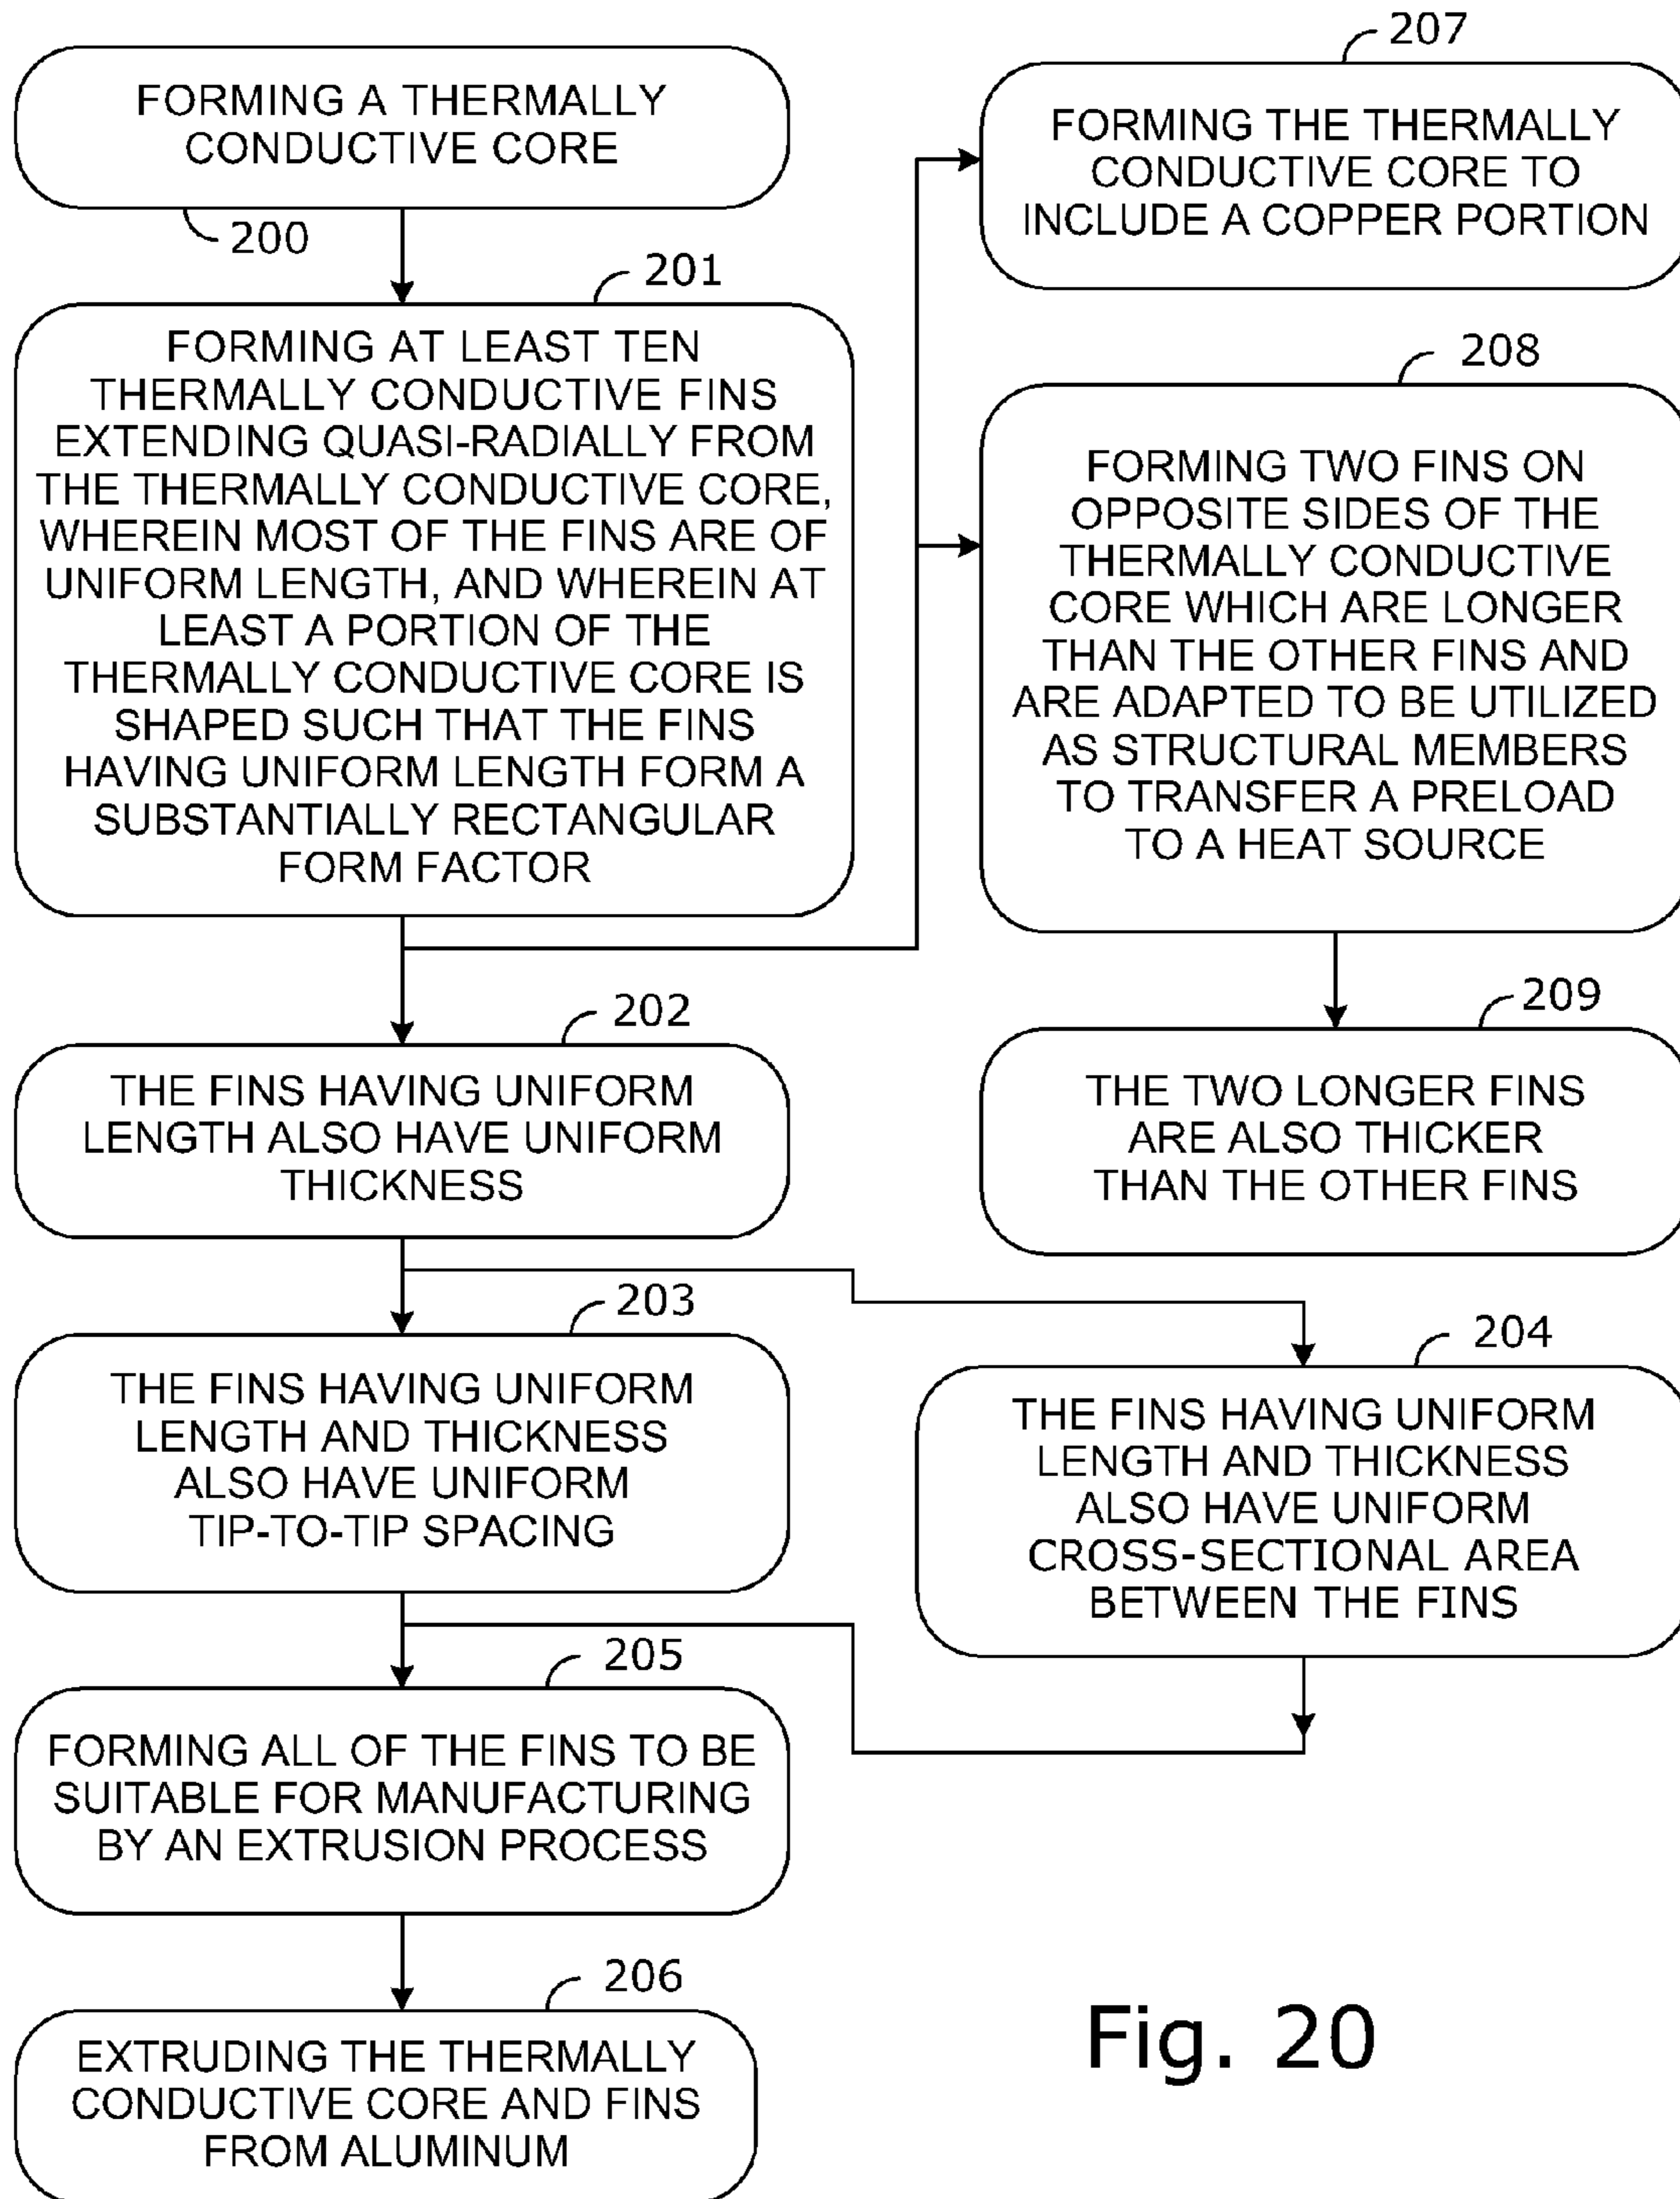 FORMING A THERMALLY
CONDUCTIVE CORE
200
201
FORMING AT LEAST TEN
THERMALLY CONDUCTIVE FINS
EXTENDING QUASI-RADIALLY FROM
THE THERMALLY CONDUCTIVE CORE,
WHEREIN MOST OF THE FINS ARE OF
UNIFORM LENGTH, AND WHEREIN AT
LEAST A PORTION OF THE
THERMALLY CONDUCTIVE CORE IS
SHAPED SUCH THAT THE FINS
HAVING UNIFORM LENGTH FORM A
SUBSTANTIALLY RECTANGULAR
FORM FACTOR
202
THE FINS HAVING UNIFORM
LENGTH ALSO HAVE UNIFORM
THICKNESS
203
THE FINS HAVING UNIFORM
LENGTH AND THICKNESS
ALSO HAVE UNIFORM
TIP-TO-TIP SPACING
205
FORMING ALL OF THE FINS TO BE
SUITABLE FOR MANUFACTURING
BY AN EXTRUSION PROCESS
206
EXTRUDING THE THERMALLY
CONDUCTIVE CORE AND FINS
FROM ALUMINUM
207
FORMING THE THERMALLY
CONDUCTIVE CORE TO
INCLUDE A COPPER PORTION
208
FORMING TWO FINS ON
OPPOSITE SIDES OF THE
THERMALLY CONDUCTIVE
CORE WHICH ARE LONGER
THAN THE OTHER FINS AND
ARE ADAPTED TO BE UTILIZED
AS STRUCTURAL MEMBERS
TO TRANSFER A PRELOAD
TO A HEAT SOURCE
209
THE TWO LONGER FINS
ARE ALSO THICKER
THAN THE OTHER FINS
204
THE FINS HAVING UNIFORM
LENGTH AND THICKNESS
ALSO HAVE UNIFORM
CROSS-SECTIONAL AREA
BETWEEN THE FINS
Fig. 20